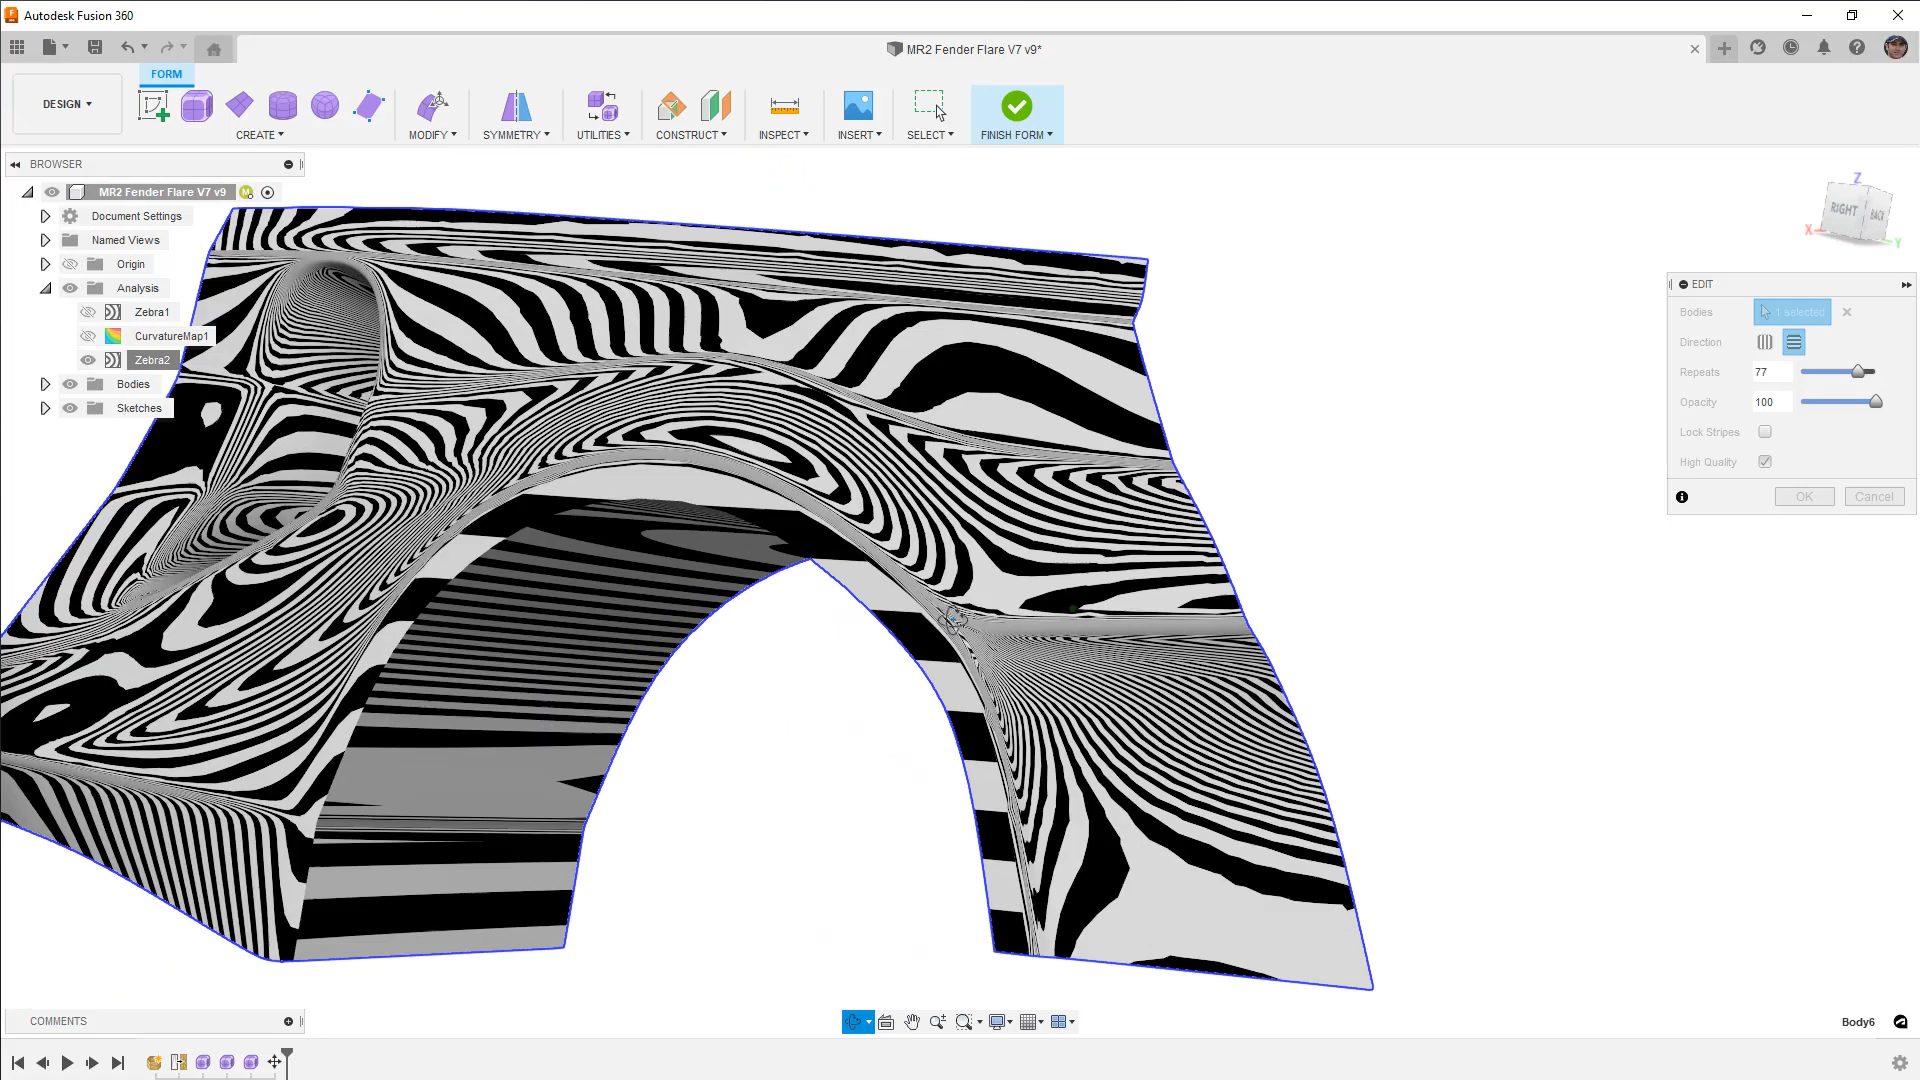 Autodesk Fusion 360
MR2 Fender Flare V7 v9*
FORM
DESIGN
CREATE
MODIFY
SYMMETRY
UTILITIES
CONSTRUCT
INSPECT
INSERT
SELECT
FINISH FORM
BROWSER
MR2 Fender Flare V7 v9
Document Settings
Named Views
Origin
Analysis
Zebra1
CurvatureMap1
Zebra2
Bodies
Sketches
Z
RIGHT
BACK
X
Y
EDIT
Bodies
1 selected
Direction
Repeats
77
Opacity
100
Lock Stripes
High Quality
OK
Cancel
COMMENTS
Body6